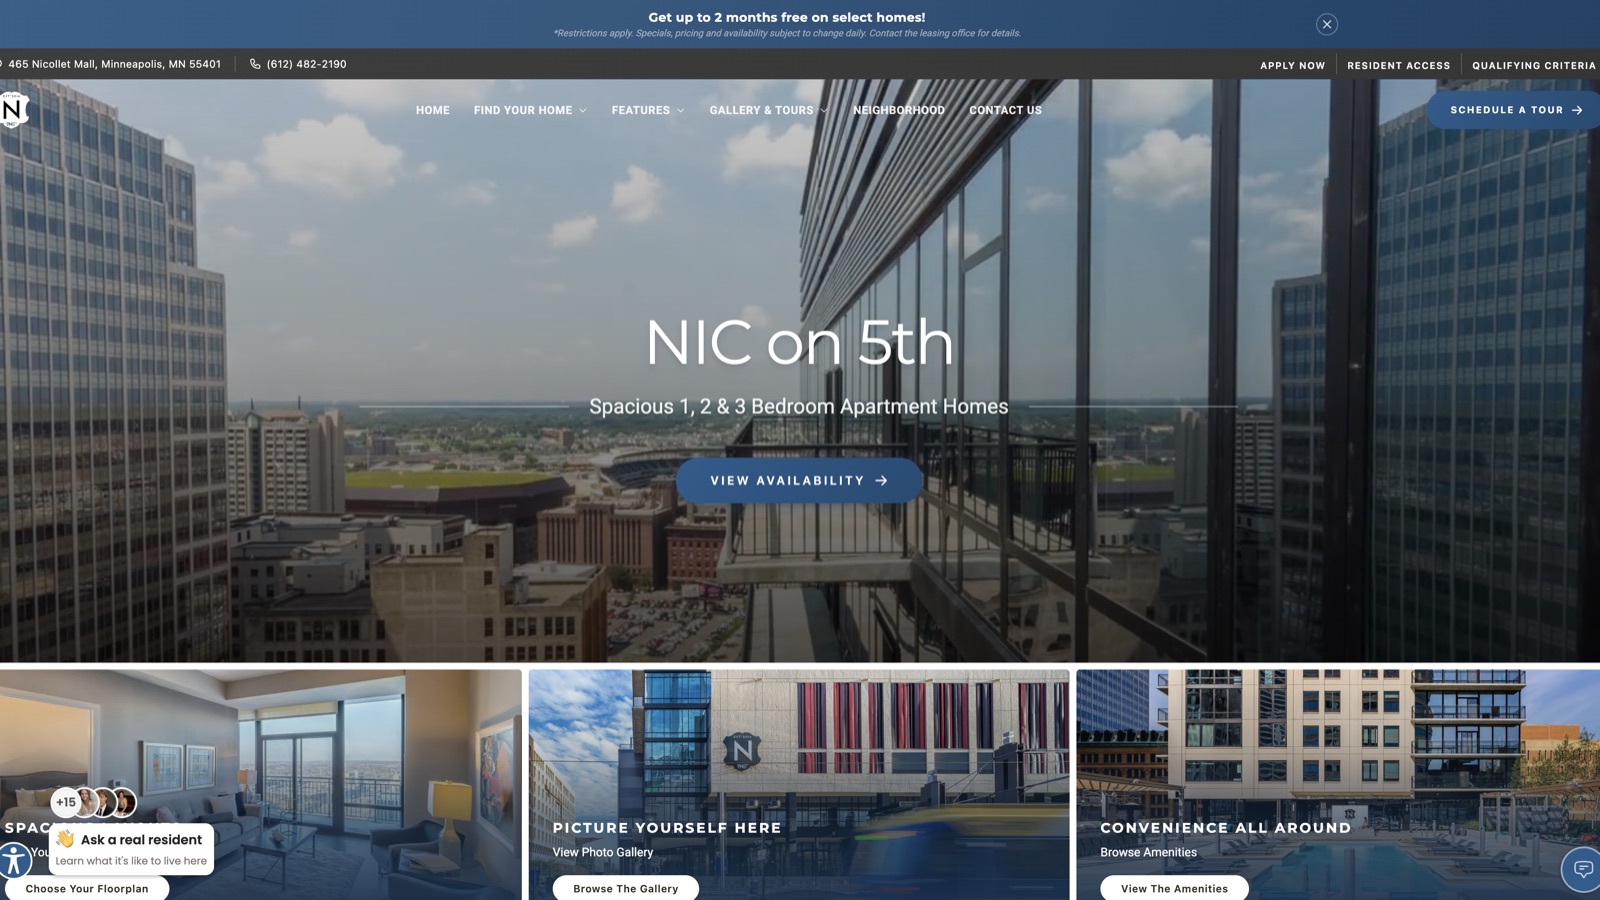 Get up to 2 months free on select homes!
*Restrictions apply. Specials, pricing and availability subject to change daily. Contact the leasing office for details.
465 Nicollet Mall, Minneapolis, MN 55401
(612) 482-2190
APPLY NOW
RESIDENT ACCESS
QUALIFYING CRITERIA
N
HOME
FIND YOUR HOME
FEATURES
GALLERY & TOURS
NEIGHBORHOOD
CONTACT US
SCHEDULE A TOUR
NIC on 5th
Spacious 1, 2 & 3 Bedroom Apartment Homes
VIEW AVAILABILITY
+15
Ask a real resident
Learn what it's like to live here
Choose Your Floorplan
N
PICTURE YOURSELF HERE
View Photo Gallery
Browse The Gallery
CONVENIENCE ALL AROUND
Browse Amenities
View The Amenities